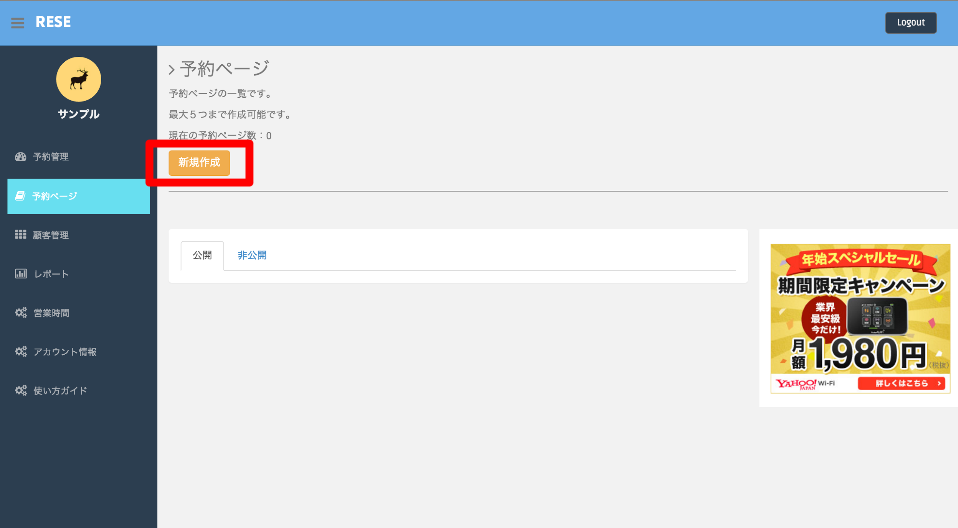 RESE
Logout
サンプル
予約管理
予約ページ
顧客管理
レポート
営業時間
アカウント情報
使い方ガイド
予約ページ
予約ページの一覧です。
最大５つまで作成可能です。
現在の予約ページ数：0
新規作成
公開
非公開
年始スペシャルセール
期間限定キャンペーン
業界
最安級
今だけ!
月額1,980円(税抜)
YAHOO! JAPAN Wi-Fi
詳しくはこちら